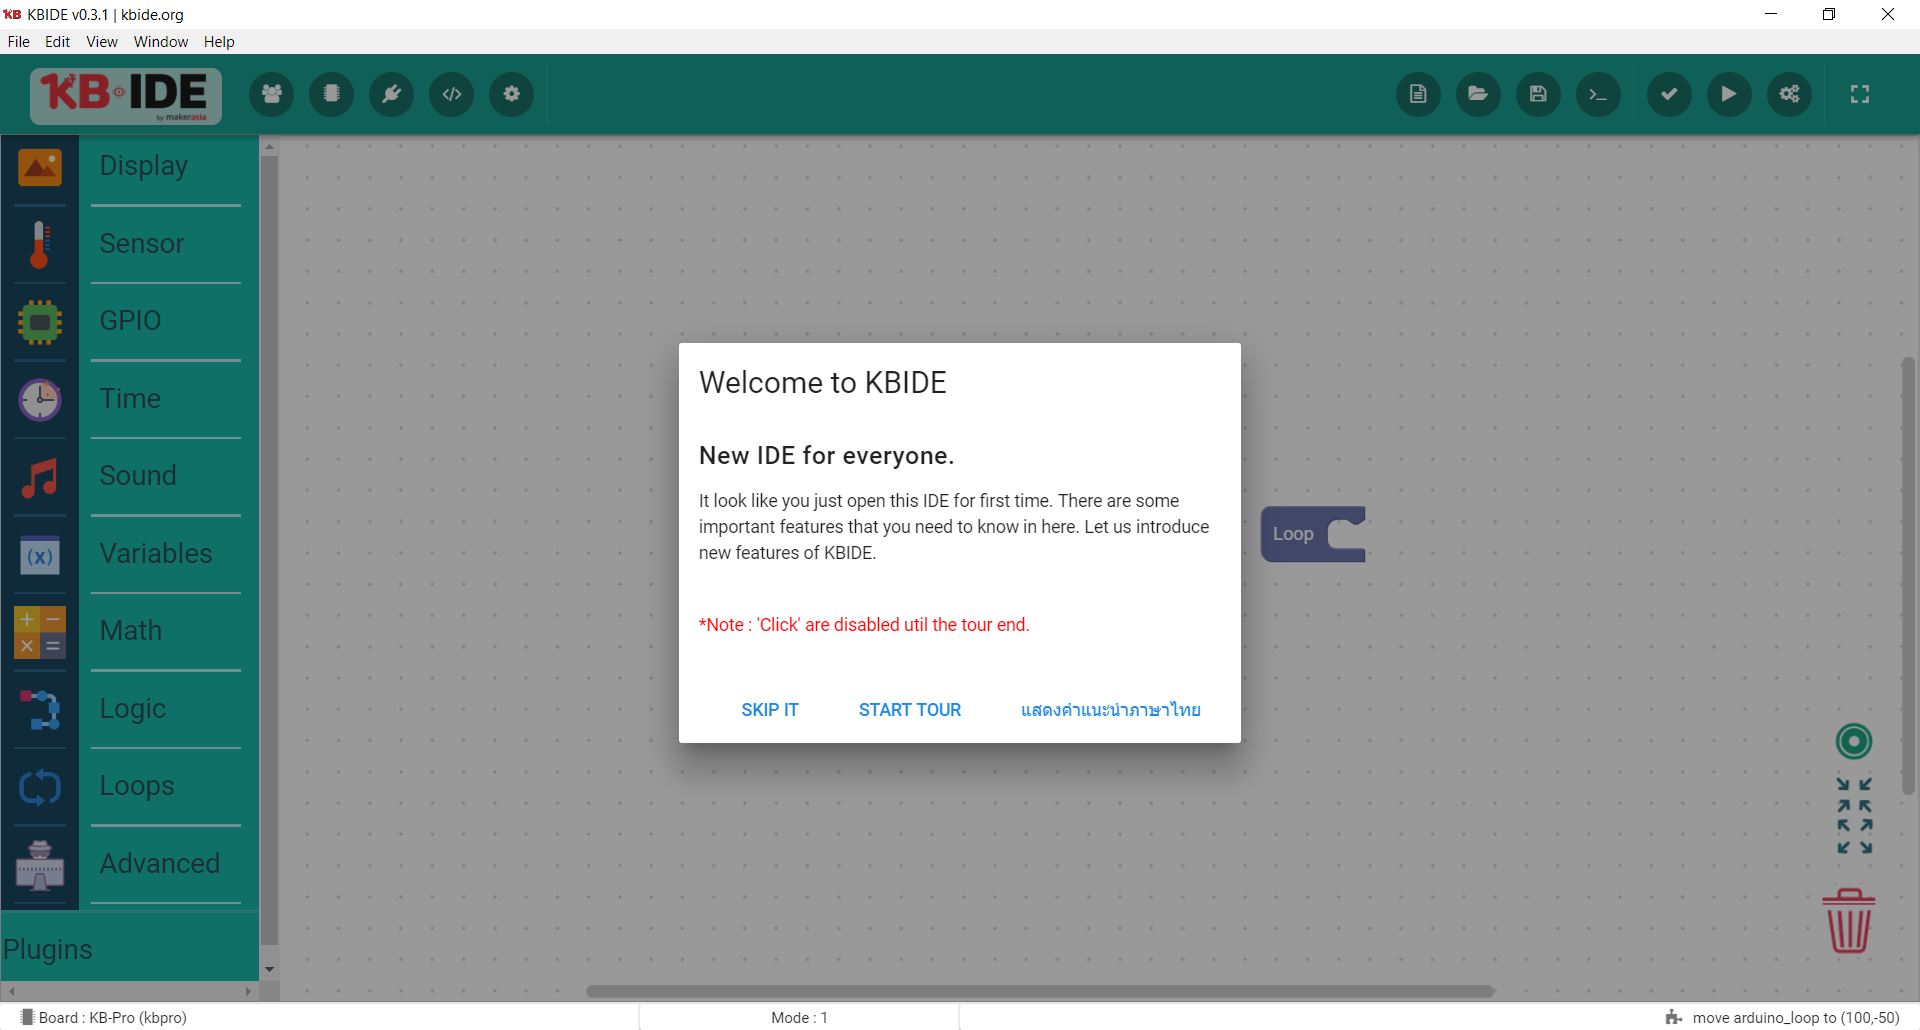 KB KBIDE v0.3.1 | kbide.org
File Edit View Window Help
KB IDE
by makerasia
Display
Sensor
GPIO
Time
Sound
(x) Variables
Math
Logic
Loops
Advanced
Plugins
Welcome to KBIDE
New IDE for everyone.
It look like you just open this IDE for first time. There are some
important features that you need to know in here. Let us introduce
new features of KBIDE.
*Note : 'Click' are disabled util the tour end.
SKIP IT START TOUR แสดงคำแนะนำภาษาไทย
Loop
Board : KB-Pro (kbpro) Mode : 1 move arduino_loop to (100,-50)